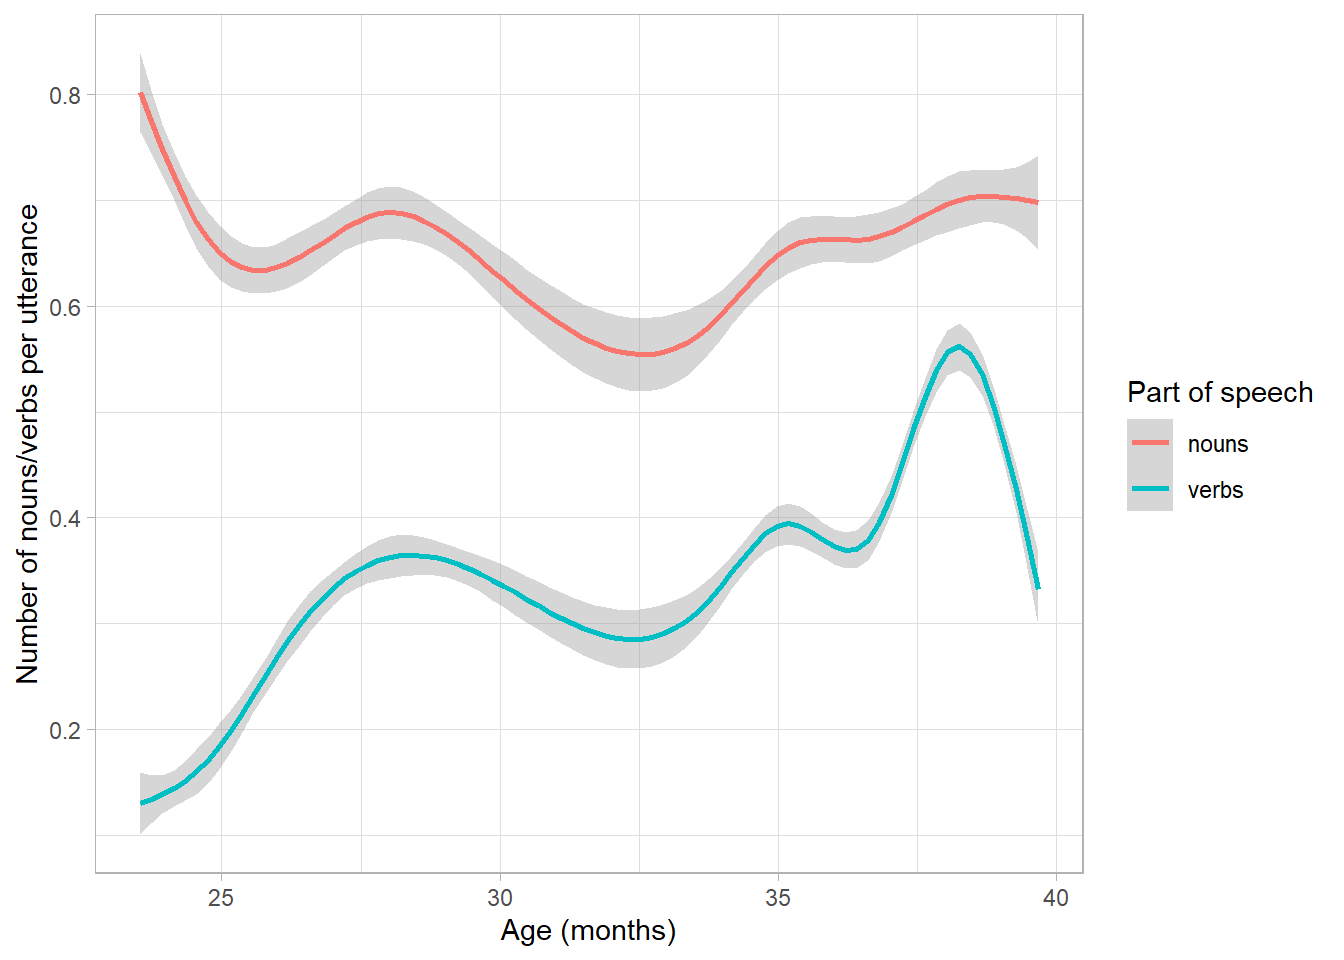 Number of nouns/verbs per utterance
0.8
0.6
0.4
0.2
25
30
35
40
Age (months)
Part of speech
nouns
verbs